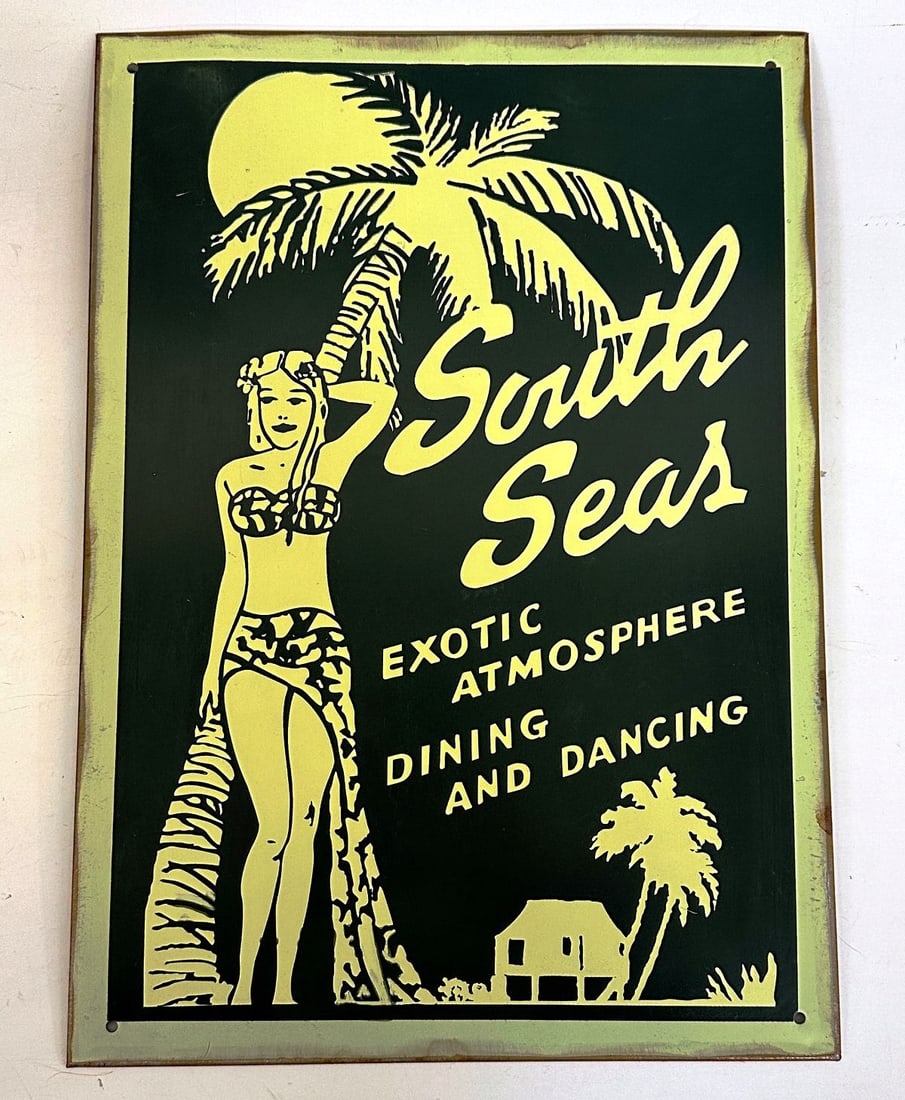 South
Seas
EXOTIC
ATMOSPHERE
DINING
AND DANCING